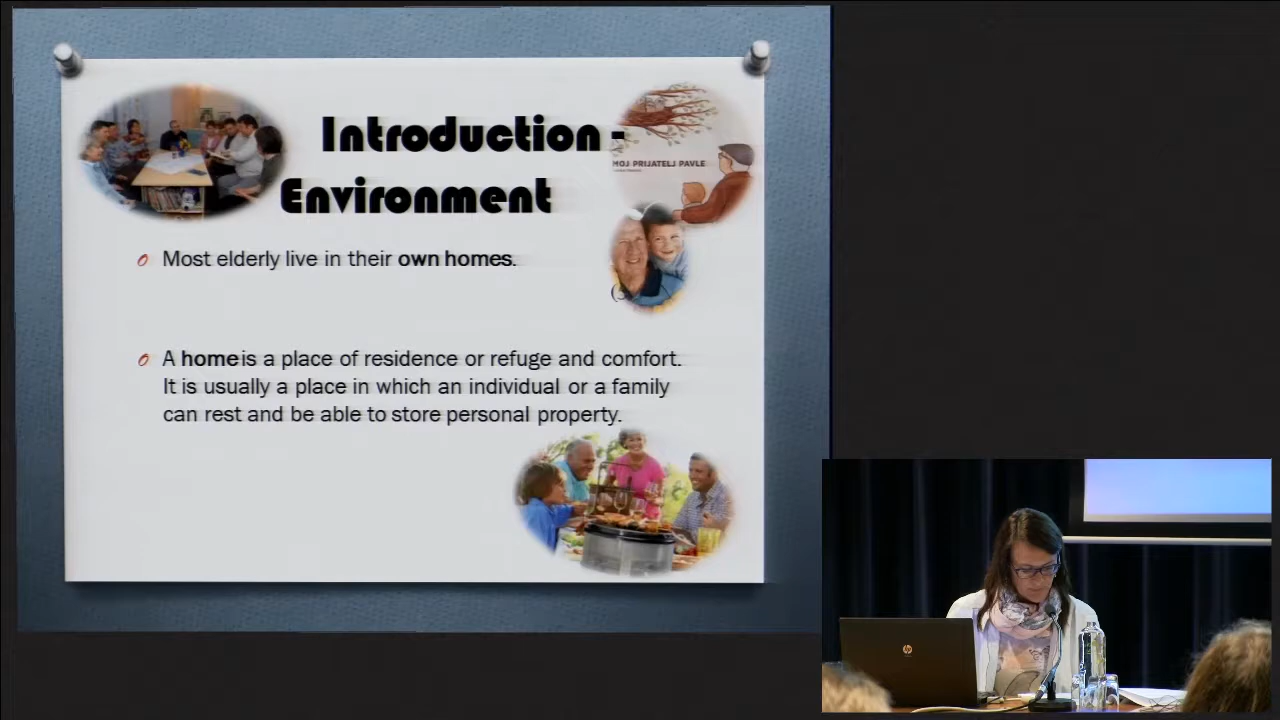 Introduction -
Environment
MOJ PRIJATELJ PAVLE
Most elderly live in their own homes.
A home is a place of residence or refuge and comfort.
It is usually a place in which an individual or a family
can rest and be able to store personal property.
hp